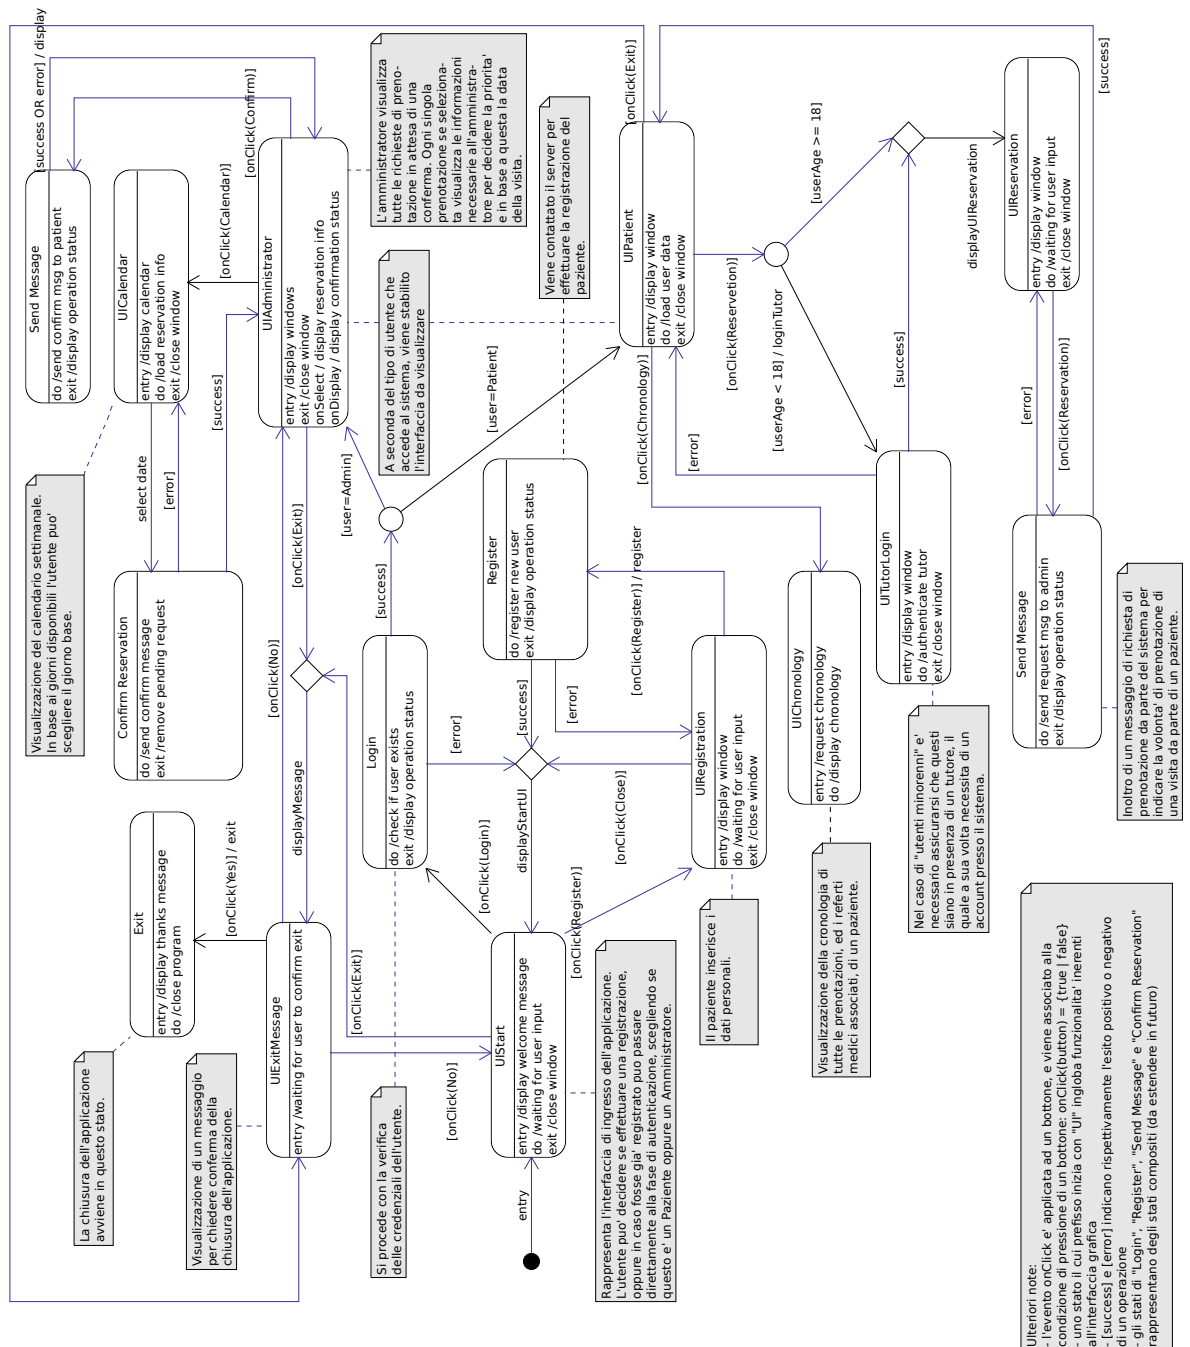 Send Message
do /send confirm msg to patient
exit /display operation status
[success OR error] / display
[onClick(Confirm)]
UICalendar
entry /display calendar
do /load reservation info
exit /close window
[onClick(Calendar)]
UIAdministrator
entry /display windows
exit /close window
onSelect / display reservation info
onDisplay / display confirmation status
L'amministratore visualizza
tutte le richieste di preno-
tazione in attesa di una
conferma. Ogni singola
prenotazione se seleziona-
ta visualizza le informazioni
necessarie all'amministra-
tore per decidere la priorita'
e in base a questa la data
della visita.
A seconda del tipo di utente che
accede al sistema, viene stabilito
l'interfaccia da visualizzare
Viene contattato il server per
effettuare la registrazione del
paziente.
[onClick(Exit)]
UIPatient
entry /display window
do /load user data
exit /close window
[onClick(Reservetion)]
[userAge >= 18]
[userAge < 18] / loginTutor
displayUIReservation
[success]
UIReservation
entry /display window
do /waiting for user input
exit /close window
[success]
[error]
[onClick(Reservation)]
Visualizzazione del calendario settimanale.
In base ai giorni disponibili l'utente puo'
scegliere il giorno base.
select date
[error]
[success]
Confirm Reservation
do /send confirm message
exit /remove pending request
[onClick(Exit)]
[onClick(No)]
displayMessage
[user=Admin]
[user=Patient]
[success]
Login
do /check if user exists
exit /display operation status
[error]
Register
do /register new user
exit /display operation status
[success]
[error]
[onClick(Register)] / register
[onClick(Chronology)]
[error]
UIRegistration
entry /display window
do /waiting for user input
exit /close window
UIChronology
entry /request chronology
do /display chronology
UITutorLogin
entry /display window
do /authenticate tutor
exit /close window
Send Message
do /send request msg to admin
exit /display operation status
Inoltro di un messaggio di richiesta di
prenotazione da parte del sistema per
indicare la volonta' di prenotazione di
una visita da parte di un paziente.
Nel caso di "utenti minorenni" e'
necessario assicurarsi che questi
siano in presenza di un tutore, il
quale a sua volta necessita di un
account presso il sistema.
Exit
entry /display thanks message
do /close program
[onClick(Yes)] / exit
UIExitMessage
entry /waiting for user to confirm exit
[onClick(Exit)]
[onClick(No)]
[onClick(Login)]
displayStartUI
[onClick(Close)]
[onClick(Register)]
UIStart
entry /display welcome message
do /waiting for user input
exit /close window
entry
La chiusura dell'applicazione
avviene in questo stato.
Visualizzazione di un messaggio
per chiedere conferma della
chiusura dell'applicazione.
Si procede con la verifica
delle credenziali dell'utente.
Rappresenta l'interfaccia di ingresso dell'applicazione.
L'utente puo' decidere se effettuare una registrazione,
oppure in caso fosse gia' registrato puo' passare
direttamente alla fase di autenticazione, scegliendo se
questo e' un Paziente oppure un Amministratore.
Il paziente inserisce i
dati personali.
Visualizzazione della cronologia di
tutte le prenotazioni, ed i referti
medici associati, di un paziente.
Ulteriori note:
- l'evento onClick e' applicata ad un bottone, e viene associato alla
condizione di pressione di un bottone: onClick(button) = {true | false}
- uno stato il cui prefisso inizia con "UI" ingloba funzionalita' inerenti
all'interfaccia grafica
- [success] e [error] indicano rispettivamente l'esito positivo o negativo
di un operazione
- gli stati di "Login", "Register", "Send Message" e "Confirm Reservation"
rappresentano degli stati compositi (da estendere in futuro)